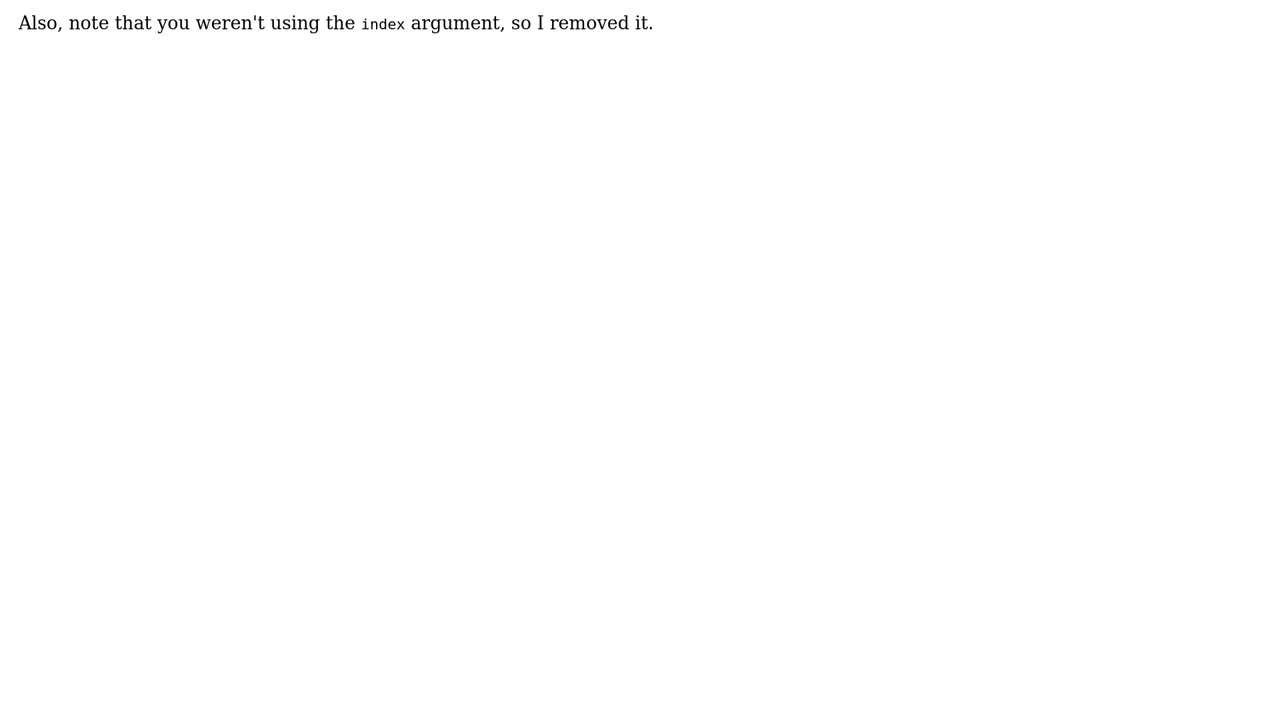 Also, note that you weren't using the index argument, so I removed it.